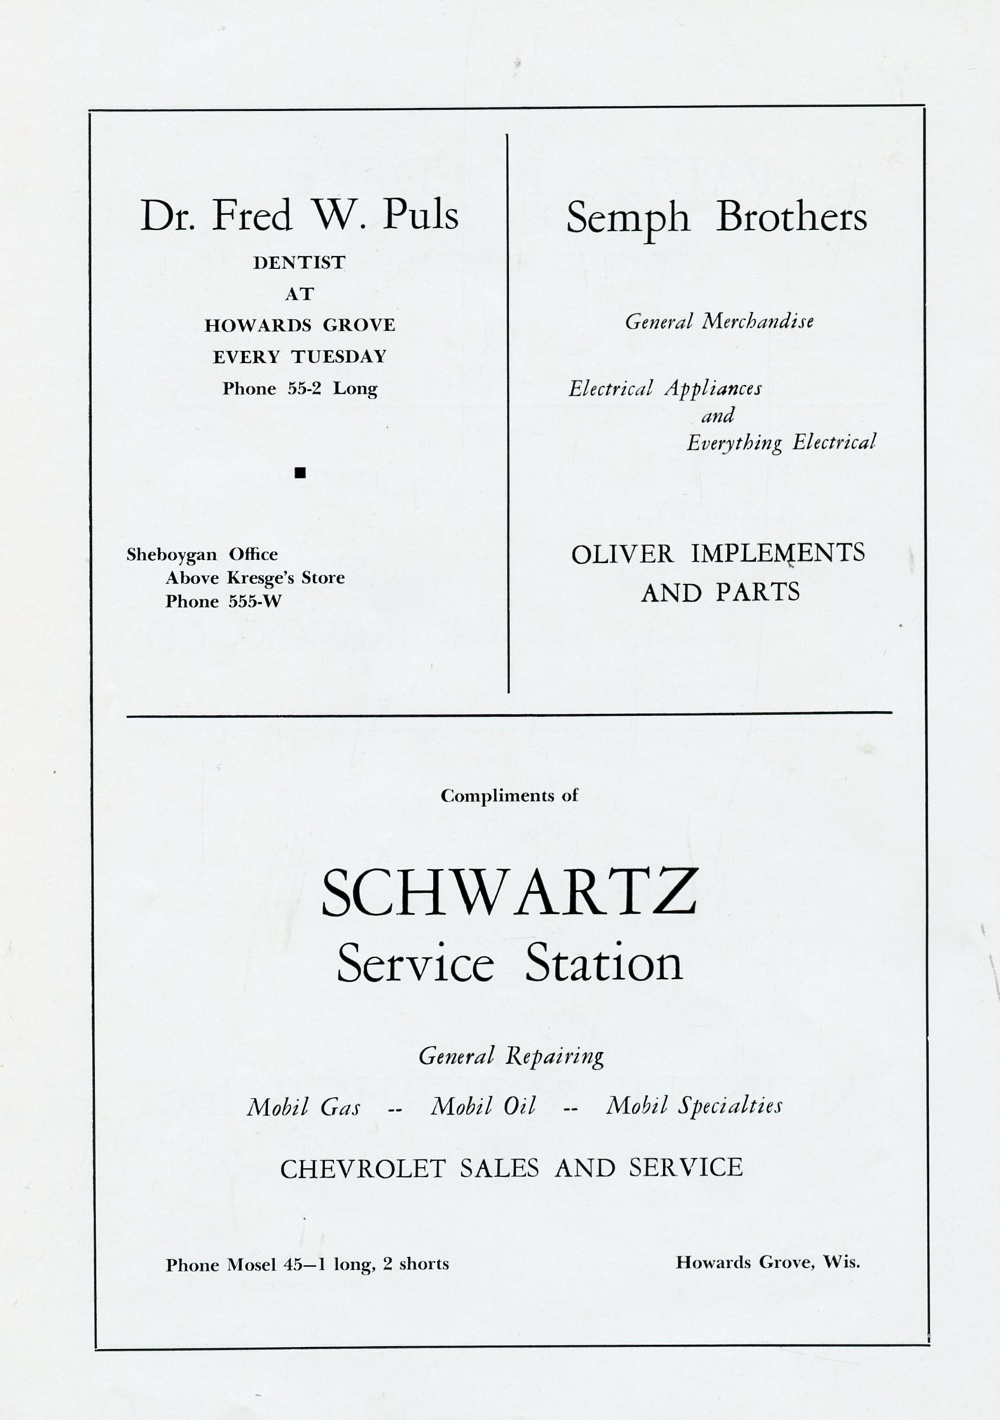 Dr. Fred W. Puls
DENTIST
AT
HOWARDS GROVE
EVERY TUESDAY
Phone 55-2 Long
Sheboygan Office
Above Kresge's Store
Phone 555-W
Semph Brothers
General Merchandise
Electrical Appliances
and
Everything Electrical
OLIVER IMPLEMENTS
AND PARTS
Compliments of
SCHWARTZ
Service Station
General Repairing
Mobil Gas -- Mobil Oil -- Mobil Specialties
CHEVROLET SALES AND SERVICE
Phone Mosel 45—1 long, 2 shorts
Howards Grove, Wis.